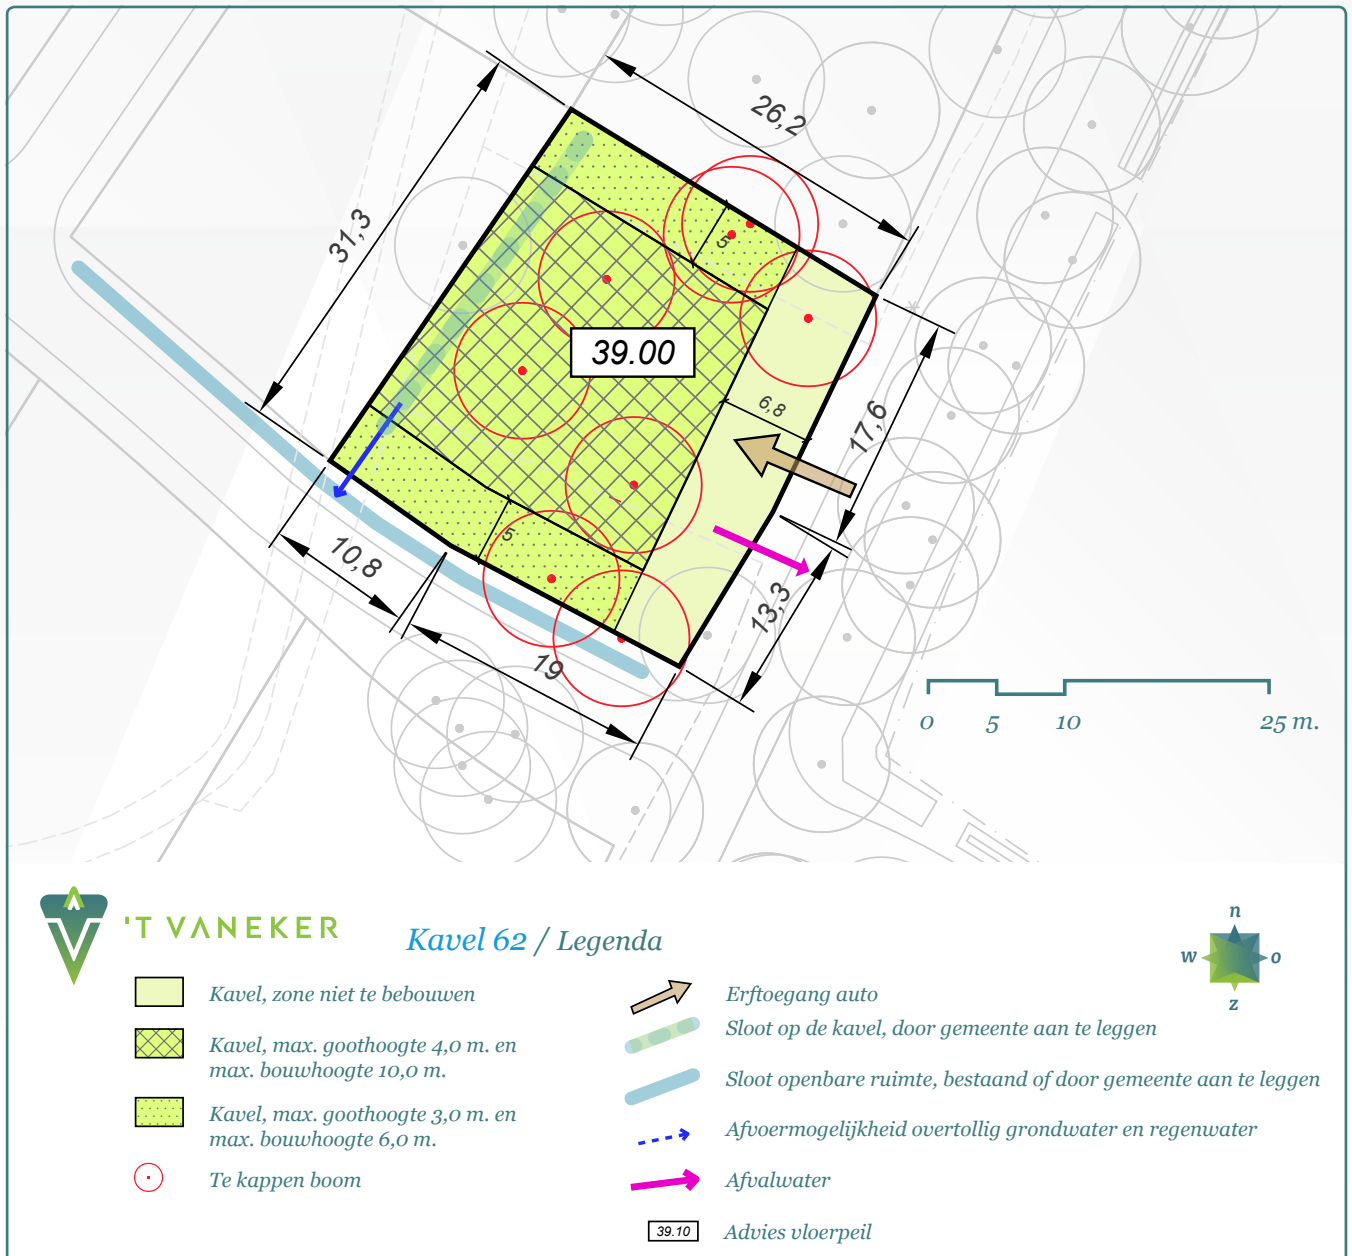 26,2
31,3
5
39.00
6,8
17,6
5
10,8
13,3
19
0 5 10 25 m.
'T VANEKER
Kavel 62 / Legenda
n
w o
z
Kavel, zone niet te bebouwen
Kavel, max. goothoogte 4,0 m. en
max. bouwhoogte 10,0 m.
Kavel, max. goothoogte 3,0 m. en
max. bouwhoogte 6,0 m.
Te kappen boom
Erftoegang auto
Sloot op de kavel, door gemeente aan te leggen
Sloot openbare ruimte, bestaand of door gemeente aan te leggen
Afvoermogelijkheid overtollig grondwater en regenwater
Afvalwater
39.10 Advies vloerpeil